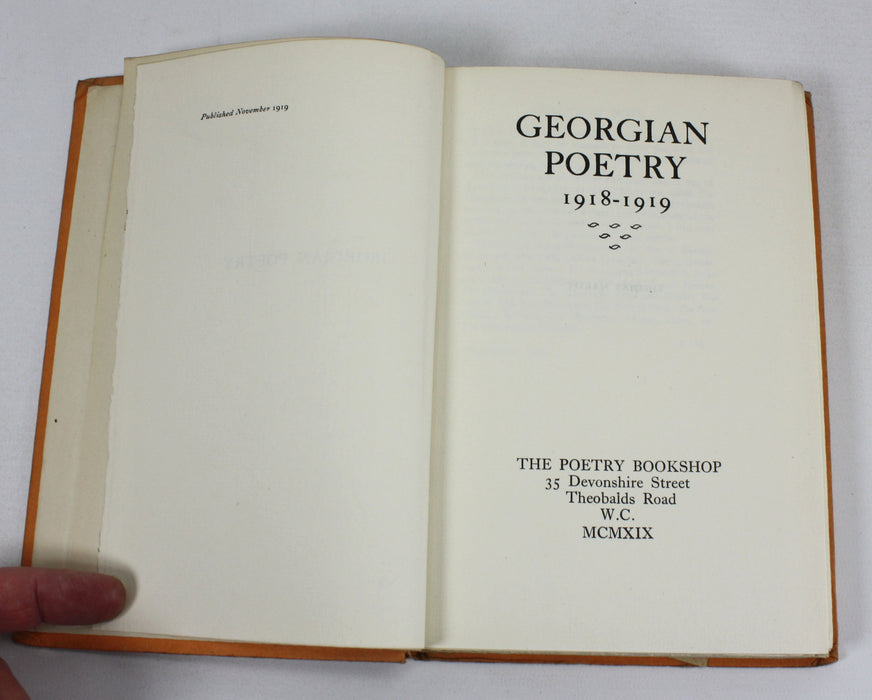 Published November 1919
GEORGIAN
POETRY
1918-1919
THE POETRY BOOKSHOP
35 Devonshire Street
Theobalds Road
W.C.
MCMXIX